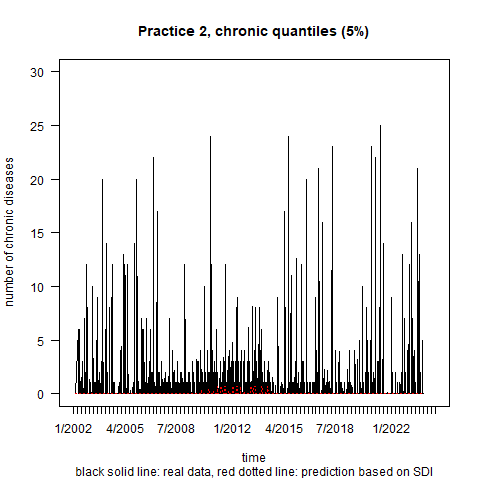 Practice 2, chronic quantiles (5%)
number of chronic diseases
30
25
20
15
10
5
0
1/2002 4/2005 7/2008 1/2012 4/2015 7/2018 1/2022
time
black solid line: real data, red dotted line: prediction based on SDI